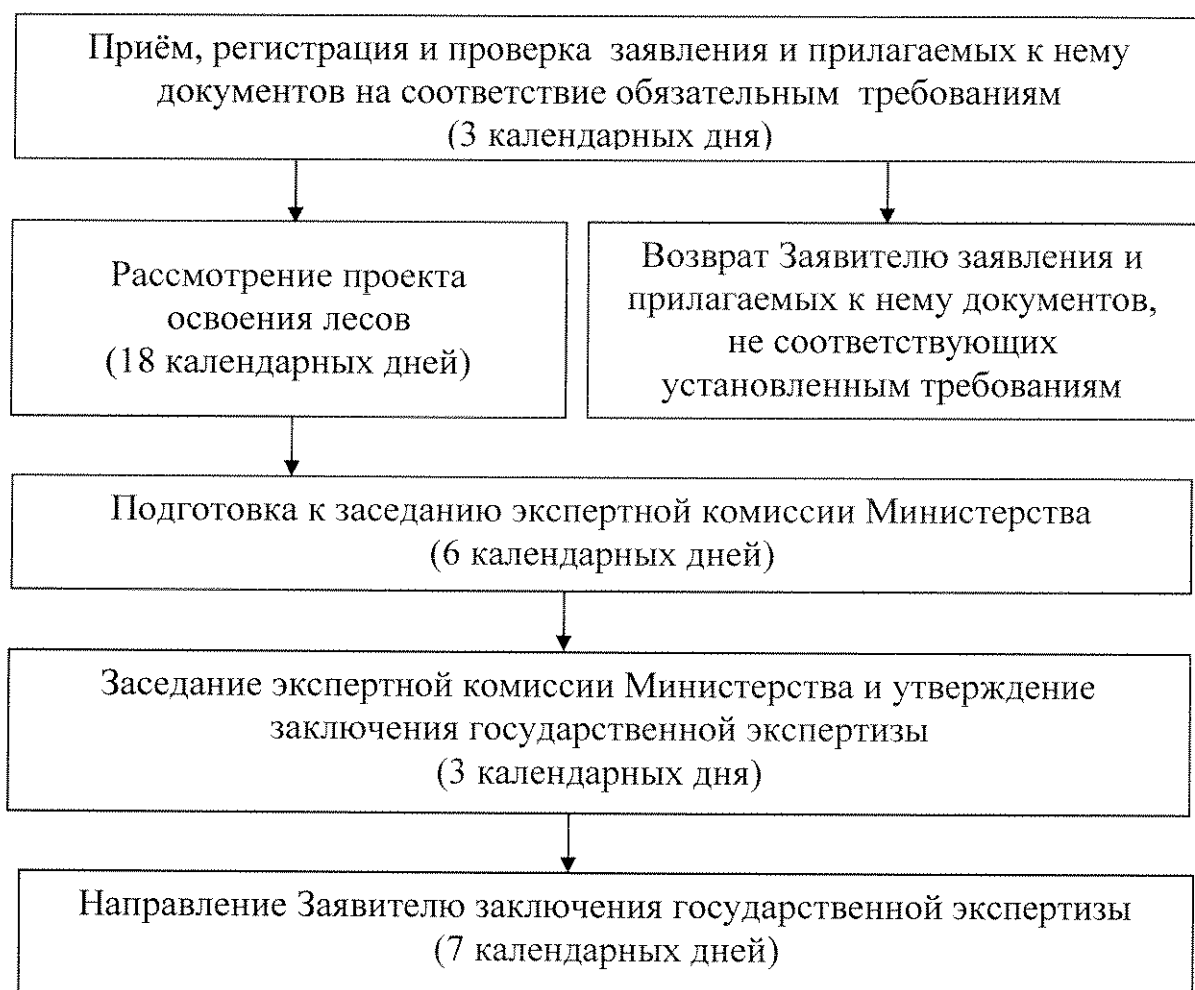 Приём, регистрация и проверка заявления и прилагаемых к нему
документов на соответствие обязательным требованиям
(3 календарных дня)
Рассмотрение проекта
освоения лесов
(18 календарных дней)
Возврат Заявителю заявления и
прилагаемых к нему документов,
не соответствующих
установленным требованиям
Подготовка к заседанию экспертной комиссии Министерства
(6 календарных дней)
Заседание экспертной комиссии Министерства и утверждение
заключения государственной экспертизы
(3 календарных дня)
Направление Заявителю заключения государственной экспертизы
(7 календарных дней)